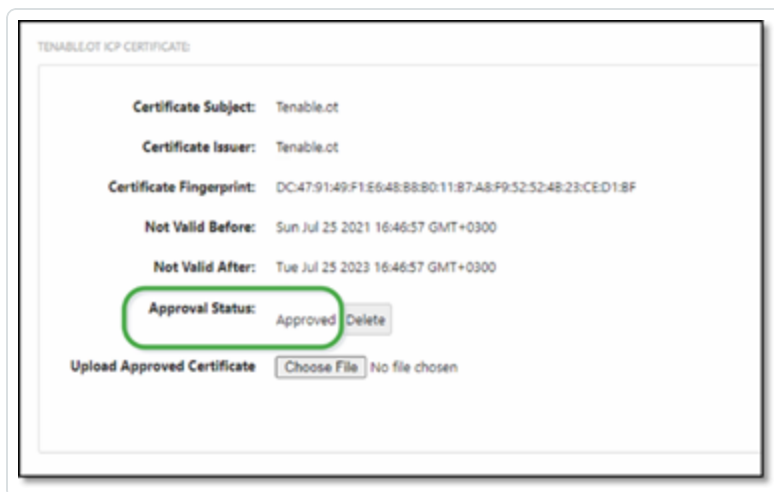 TENABLE.OT ICP CERTIFICATE:
Certificate Subject: Tenable.ot
Certificate Issuer: Tenable.ot
Certificate Fingerprint: DC:47:91:49:F1:E6:48:B8:B0:11:B7:A8:F9:52:52:4B:23:CE:D1:BF
Not Valid Before: Sun Jul 25 2021 16:46:57 GMT+0300
Not Valid After: Tue Jul 25 2023 16:46:57 GMT+0300
Approval Status: Approved Delete
Upload Approved Certificate Choose File No file chosen